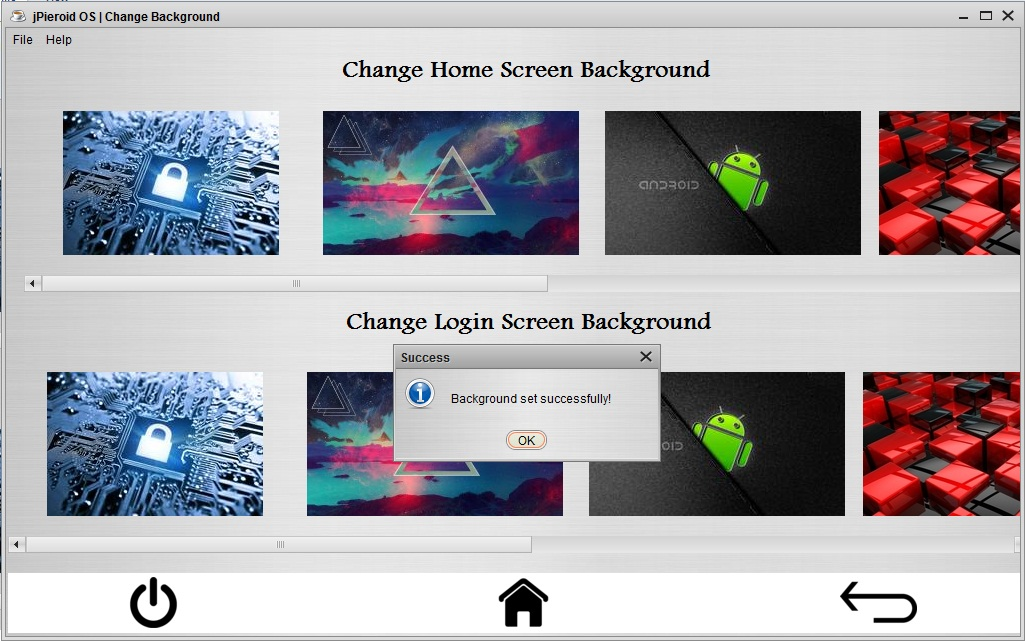 jPieroid OS | Change Background
File Help
Change Home Screen Background
ANDROID
Change Login Screen Background
Success
Background set successfully!
OK